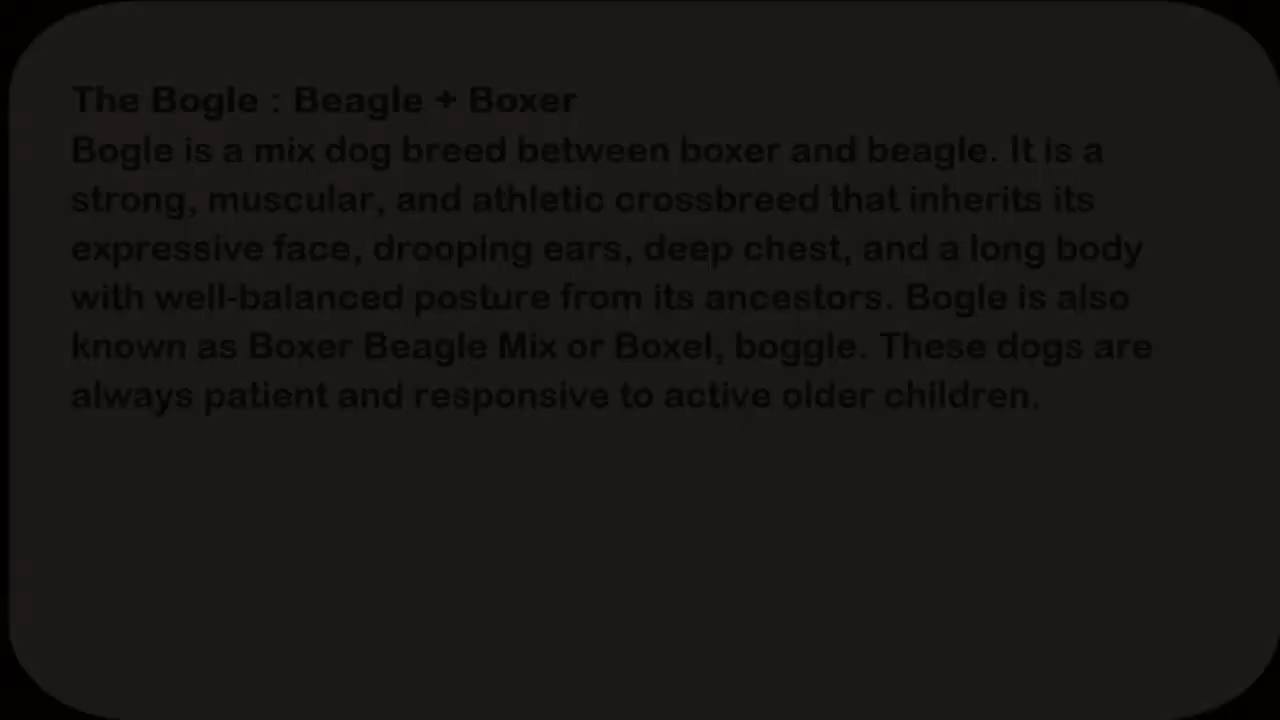 The Bogle : Beagle + Boxer
Bogle is a mix dog breed between boxer and beagle. It is a
strong, muscular, and athletic crossbreed that inherits its
expressive face, drooping ears, deep chest, and a long body
with well-balanced posture from its ancestors. Bogle is also
known as Boxer Beagle Mix or Boxel, boggle. These dogs are
always patient and responsive to active older children.